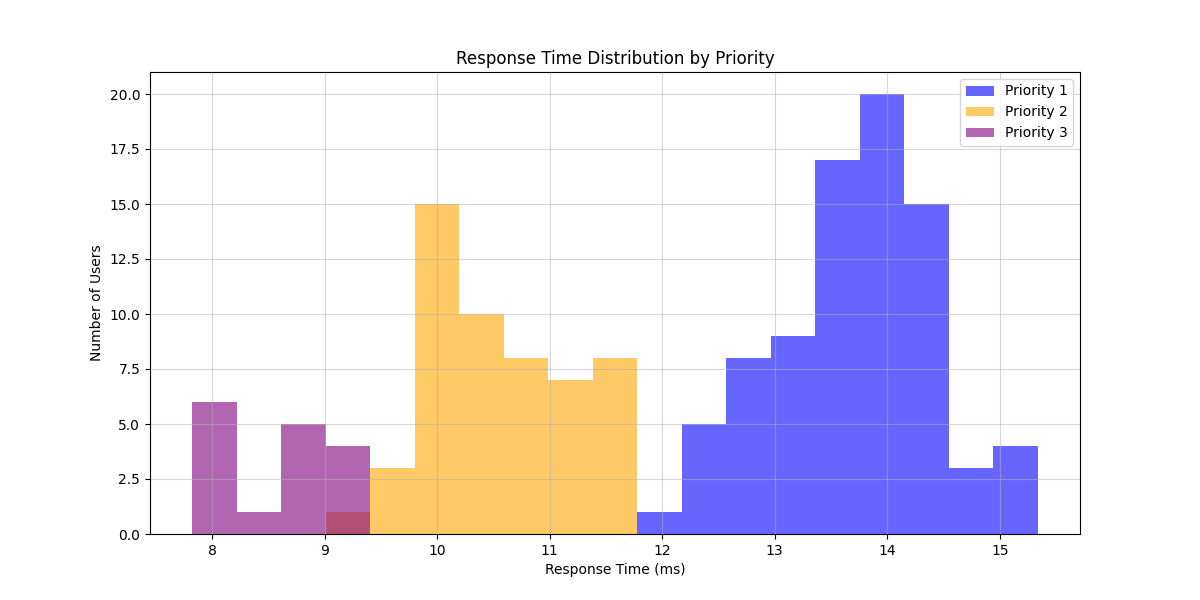 Response Time Distribution by Priority
Priority 1
Priority 2
Priority 3
20.0
17.5
15.0
12.5
10.0
7.5
5.0
2.5
0.0
Number of Users
8 9 10 11 12 13 14 15
Response Time (ms)